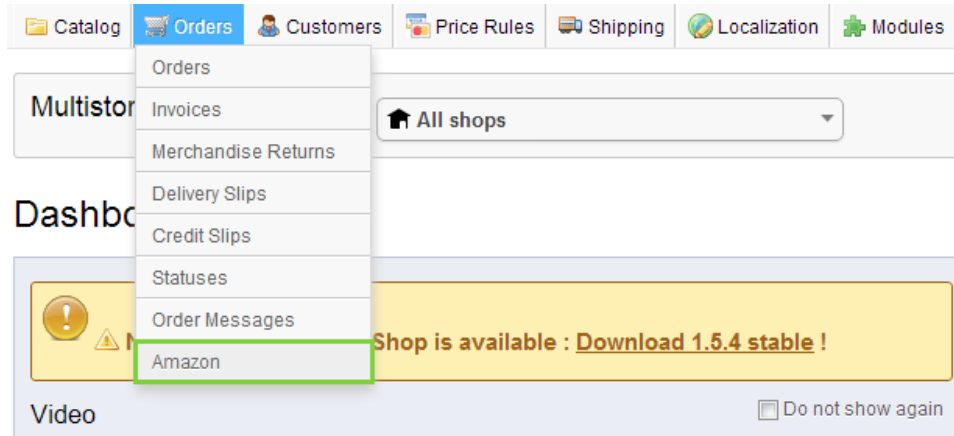 Catalog Orders Customers Price Rules Shipping Localization Modules
Orders
Multistor
Invoices
All shops
Merchandise Returns
Delivery Slips
Dashbo
Credit Slips
Statuses
Order Messages
Shop is available : Download 1.5.4 stable !
Amazon
Video
Do not show again